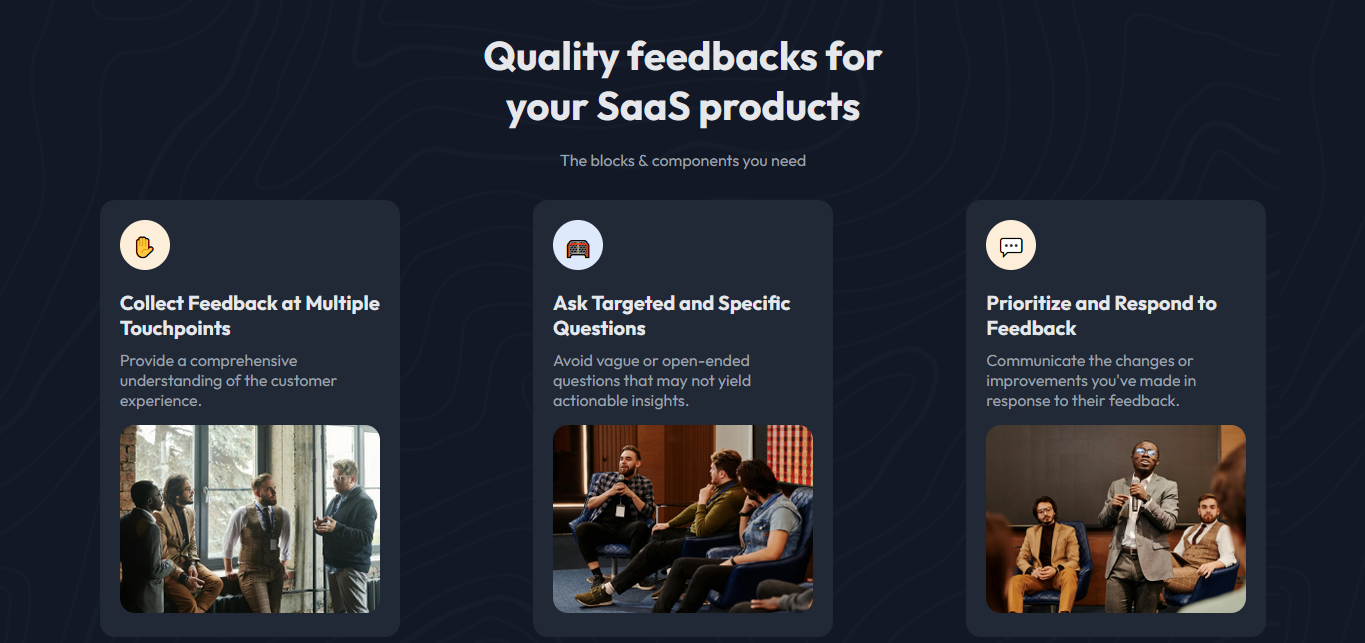 Quality feedbacks for
your SaaS products
The blocks & components you need
Collect Feedback at Multiple
Touchpoints
Provide a comprehensive
understanding of the customer
experience.
Ask Targeted and Specific
Questions
Avoid vague or open-ended
questions that may not yield
actionable insights.
Prioritize and Respond to
Feedback
Communicate the changes or
improvements you've made in
response to their feedback.